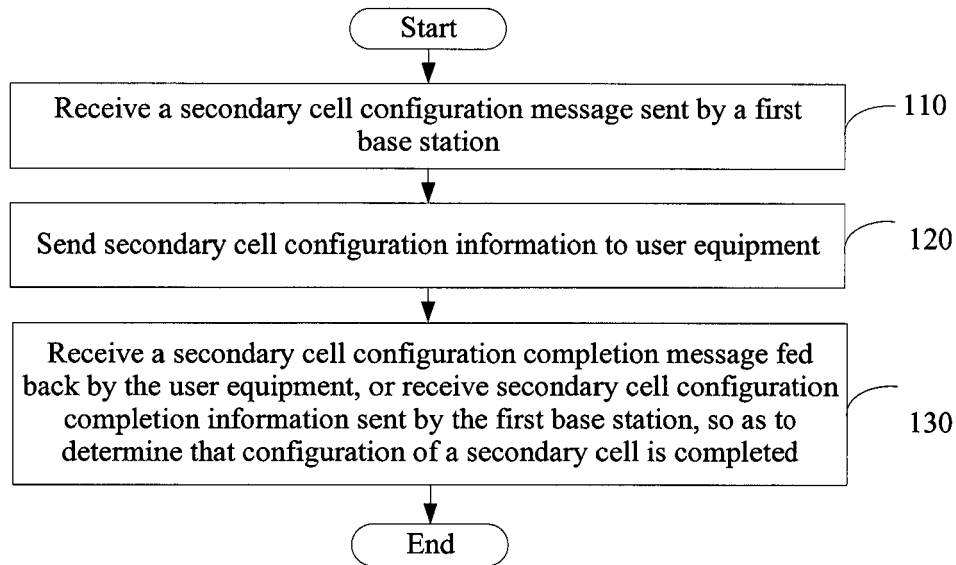 Start
Receive a secondary cell configuration message sent by a first
base station
110
Send secondary cell configuration information to user equipment
120
Receive a secondary cell configuration completion message fed
back by the user equipment, or receive secondary cell configuration
completion information sent by the first base station, so as to
determine that configuration of a secondary cell is completed
130
End